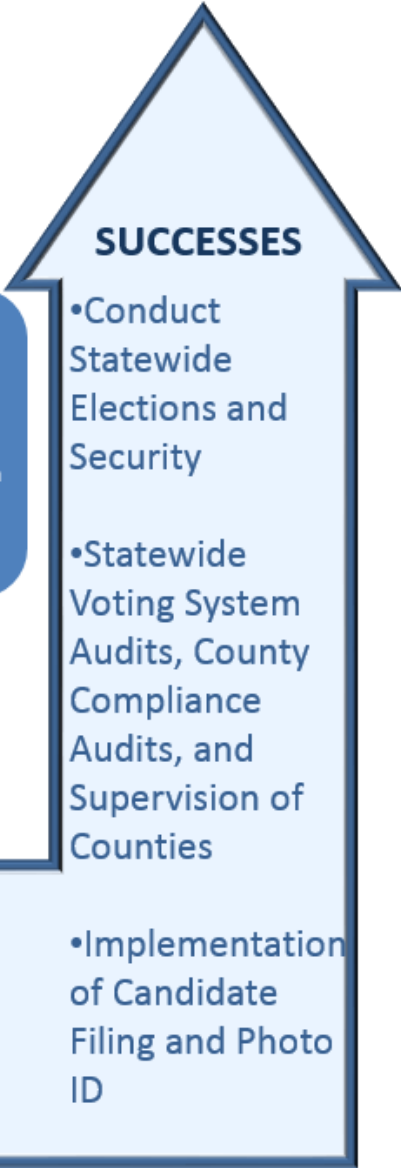 SUCCESSES
•Conduct
Statewide
Elections and
Security
•Statewide
Voting System
Audits, County
Compliance
Audits, and
Supervision of
Counties
•Implementation
of Candidate
Filing and Photo
ID